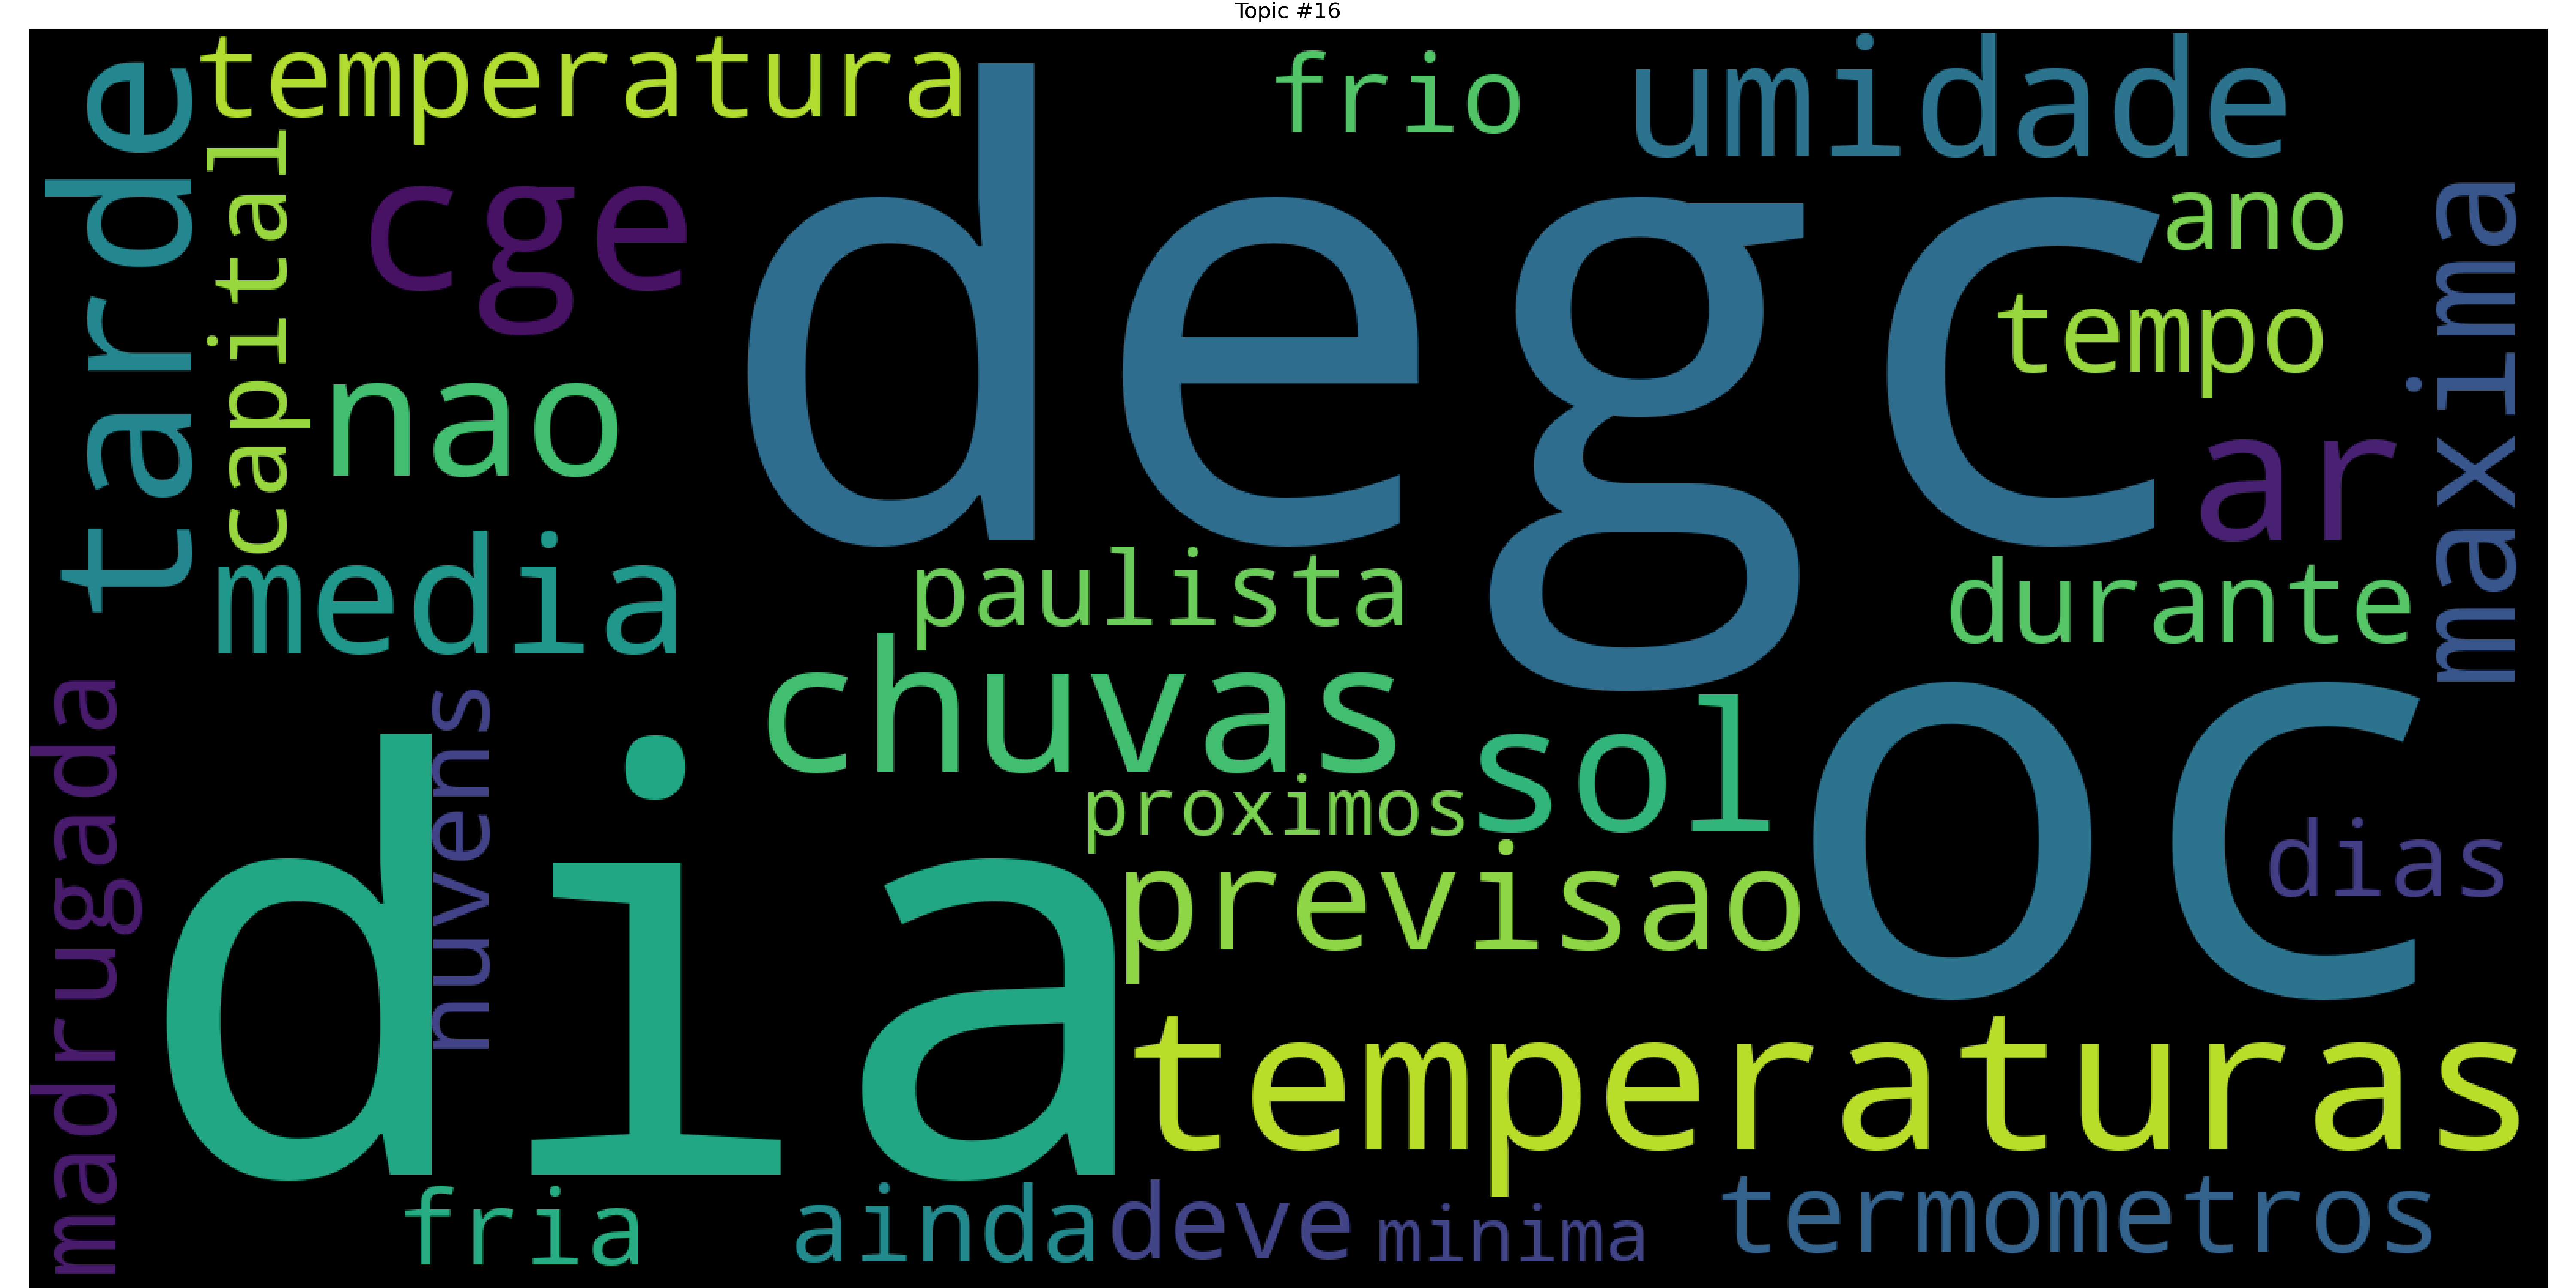 Topic #16
temperatura
frio
umidade
tarde
capital
cge
degc
ano
maxima
tempo
nao
ar
media
paulista
durante
chuvas
madrugada
nuvens
sol
oc
proximos
dia
previsao
dias
temperaturas
fria
ainda
deve
minima
termometros